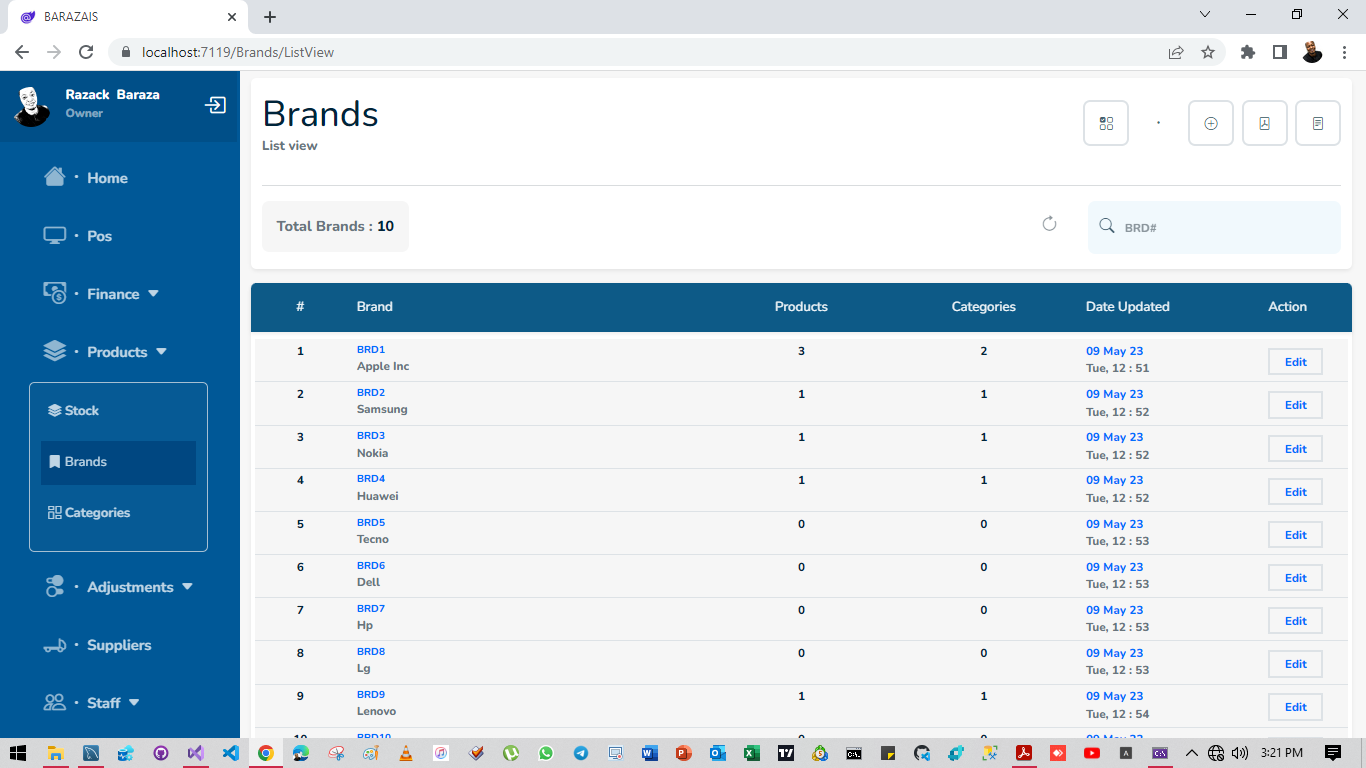 BARAZAIS
localhost:7119/Brands/ListView
Razack Baraza
Owner
Home
Pos
Finance
Products
Stock
Brands
Categories
Adjustments
Suppliers
Staff
Brands
List view
Total Brands : 10
BRD#
# Brand Products Categories Date Updated Action
1 BRD1 3 2 09 May 23
Apple Inc Tue, 12 : 51 Edit
2 BRD2 1 1 09 May 23
Samsung Tue, 12 : 52 Edit
3 BRD3 1 1 09 May 23
Nokia Tue, 12 : 52 Edit
4 BRD4 1 1 09 May 23
Huawei Tue, 12 : 52 Edit
5 BRD5 0 0 09 May 23
Tecno Tue, 12 : 53 Edit
6 BRD6 0 0 09 May 23
Dell Tue, 12 : 53 Edit
7 BRD7 0 0 09 May 23
Hp Tue, 12 : 53 Edit
8 BRD8 0 0 09 May 23
Lg Tue, 12 : 53 Edit
9 BRD9 1 1 09 May 23
Lenovo Tue, 12 : 54 Edit
10 BRD10 0 0 09 May 23
3:21 PM